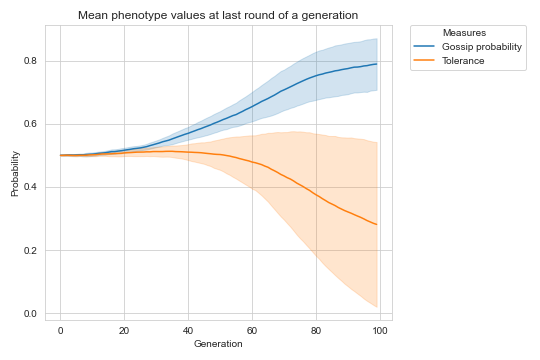 Mean phenotype values at last round of a generation
Measures
Gossip probability
Tolerance
0.8
0.6
0.4
0.2
0.0
Probability
0 20 40 60 80 100
Generation